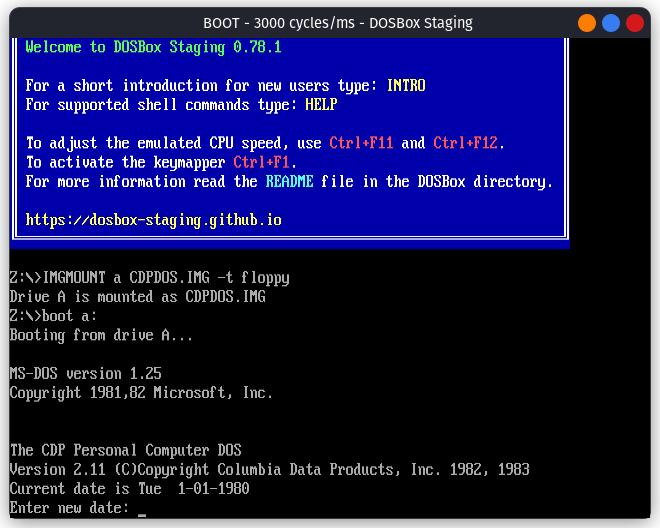 BOOT - 3000 cycles/ms - DOSBox Staging
Welcome to DOSBox Staging 0.78.1
For a short introduction for new users type: INTRO
For supported shell commands type: HELP
To adjust the emulated CPU speed, use Ctrl+F11 and Ctrl+F12.
To activate the keymapper Ctrl+F1.
For more information read the README file in the DOSBox directory.
https://dosbox-staging.github.io
Z:\>IMGMOUNT a CDPDOS.IMG -t floppy
Drive A is mounted as CDPDOS.IMG
Z:\>boot a:
Booting from drive A...
MS-DOS version 1.25
Copyright 1981,82 Microsoft, Inc.
The CDP Personal Computer DOS
Version 2.11 (C)Copyright Columbia Data Products, Inc. 1982, 1983
Current date is Tue  1-01-1980
Enter new date: _